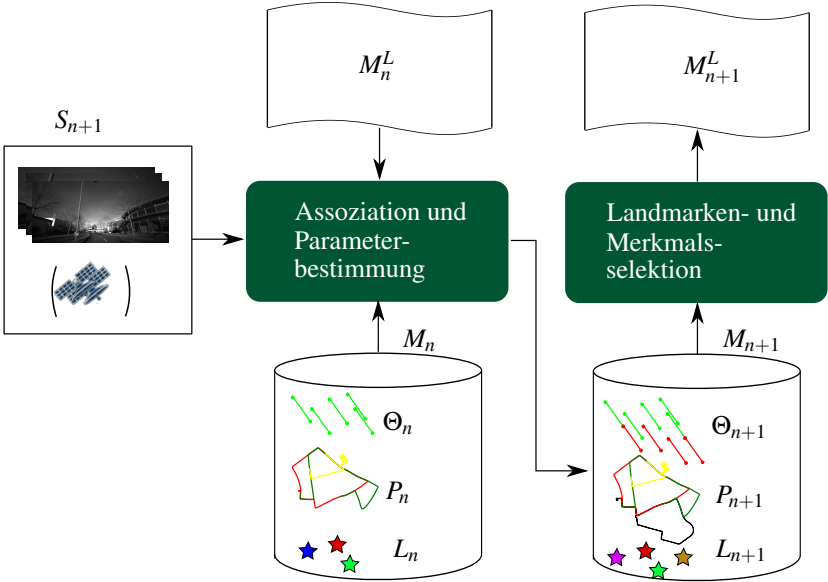 M_n^L
M_{n+1}^L
S_{n+1}
Assoziation und
Parameter-
bestimmung
Landmarken- und
Merkmals-
selektion
( )
M_n
M_{n+1}
Θ_n
P_n
L_n
Θ_{n+1}
P_{n+1}
L_{n+1}